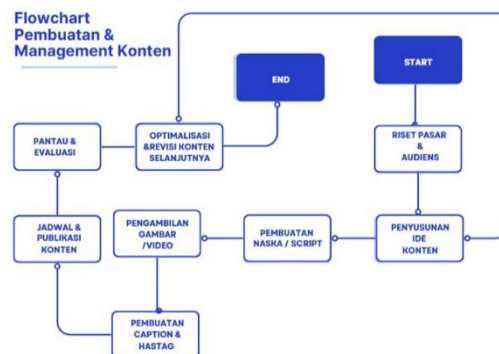 Flowchart
Pembuatan &
Management Konten
END
START
PANTAU &
EVALUASI
OPTIMALISASI
&REVISI KONTEN
SELANJUTNYA
RISET PASAR
&
AUDIENS
JADWAL &
PUBLIKASI
KONTEN
PENGAMBILAN
GAMBAR
/VIDEO
PEMBUATAN
NASKA / SCRIPT
PENYUSUNAN
IDE
KONTEN
PEMBUATAN
CAPTION &
HASTAG